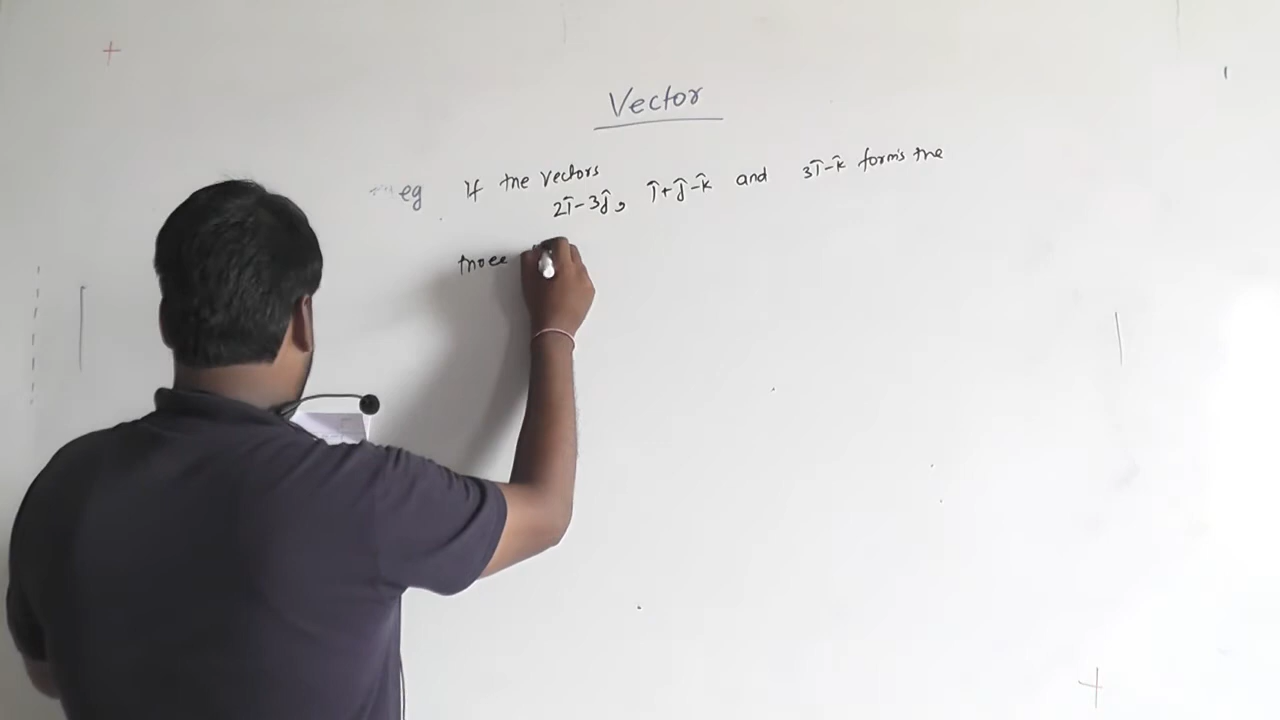 Vector
eg If the vectors
2î-3ĵ, î+ĵ-k̂ and 3î-k̂ forms the
three